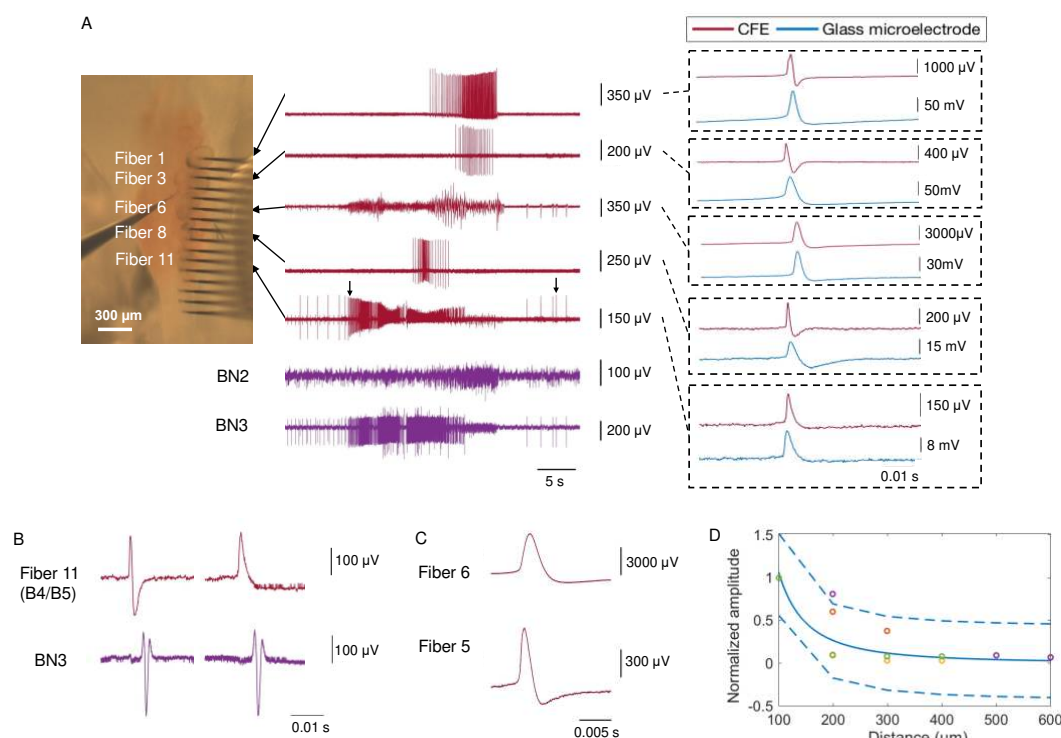 A
CFE Glass microelectrode
Fiber 1
Fiber 3
Fiber 6
Fiber 8
Fiber 11
300 µm
350 µV
200 µV
350 µV
250 µV
150 µV
BN2
100 µV
BN3
200 µV
5 s
1000 µV
50 mV
400 µV
50mV
3000µV
30mV
200 µV
15 mV
150 µV
8 mV
0.01 s
B
Fiber 11
(B4/B5)
100 µV
BN3
100 µV
0.01 s
C
Fiber 6
3000 µV
Fiber 5
300 µV
0.005 s
D
Normalized amplitude
1.5
1
0.5
0
-0.5
100 200 300 400 500 600
Distance (µm)